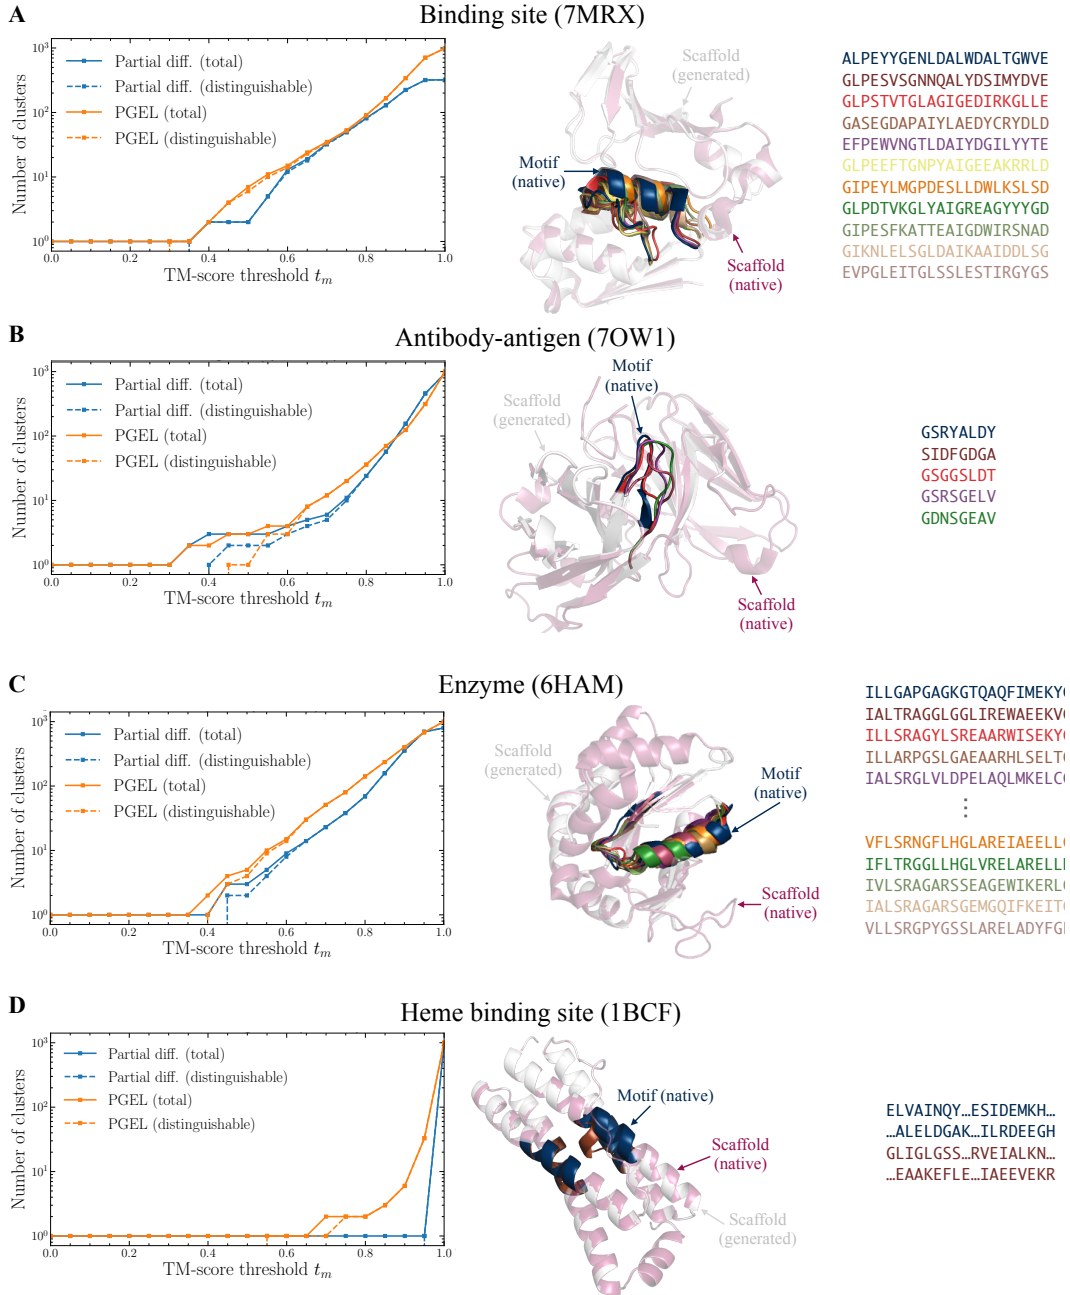 A
Binding site (7MRX)
Number of clusters
10³
10²
10¹
10⁰
Partial diff. (total)
Partial diff. (distinguishable)
PGEL (total)
PGEL (distinguishable)
0.0 0.2 0.4 0.6 0.8 1.0
TM-score threshold tₘ
Scaffold
(generated)
Motif
(native)
Scaffold
(native)
ALPEYYGENLDALWDALTGWVE
GLPESVSGNNQALYDSIMYDVE
GLPSTVTGLAGIGEDIRKGLLE
GASEGDAPAIYLAEDYCRYDLD
EFPEWVNGTLDAIYDGILYYTE
GLPEEFTGNPYAIGEEAKRRLD
GIPEYLMGPDESLLDWLKSLSD
GLPDTVKGLYAIGREAGYYYGD
GIPESFKATTEAIGDWIRSNAD
GIKNLELSGLDAIKAAIDDLSG
EVPGLEITGLSSLESTIRGYGS
B
Antibody-antigen (7OW1)
Number of clusters
10³
10²
10¹
10⁰
Partial diff. (total)
Partial diff. (distinguishable)
PGEL (total)
PGEL (distinguishable)
0.0 0.2 0.4 0.6 0.8 1.0
TM-score threshold tₘ
Motif
(native)
Scaffold
(generated)
Scaffold
(native)
GSRYALDY
SIDFGDGA
GSGGSLDT
GSRSGELV
GDNSGEAV
C
Enzyme (6HAM)
Number of clusters
10³
10²
10¹
10⁰
Partial diff. (total)
Partial diff. (distinguishable)
PGEL (total)
PGEL (distinguishable)
0.0 0.2 0.4 0.6 0.8 1.0
TM-score threshold tₘ
Scaffold
(generated)
Motif
(native)
Scaffold
(native)
ILLGAPGAGKGTQAQFIMEKY
IALTRAGGLGGLIREWAEEKV
ILLSRAGYLSREAARWISEKY
ILLARPGSLGAEAARHLSELT
IALSRGLVLDPELAQLMKELC
⋮
VFLSRNGFLHGLAREIAEELL
IFLTRGGLLHGLVRELARELL
IVLSRAGARSSEAGEWIKERL
IALSRAGARSGEMGQIFKEIT
VLLSRGPYGSSLARELADYFG
D
Heme binding site (1BCF)
Number of clusters
10³
10²
10¹
10⁰
Partial diff. (total)
Partial diff. (distinguishable)
PGEL (total)
PGEL (distinguishable)
0.0 0.2 0.4 0.6 0.8 1.0
TM-score threshold tₘ
Motif (native)
Scaffold
(native)
Scaffold
(generated)
ELVAINQY…ESIDEMKH…
…ALELDGAK…ILRDEEGH
GLIGLGSS…RVEIALKN…
…EAAKEFLE…IAEEVEKR